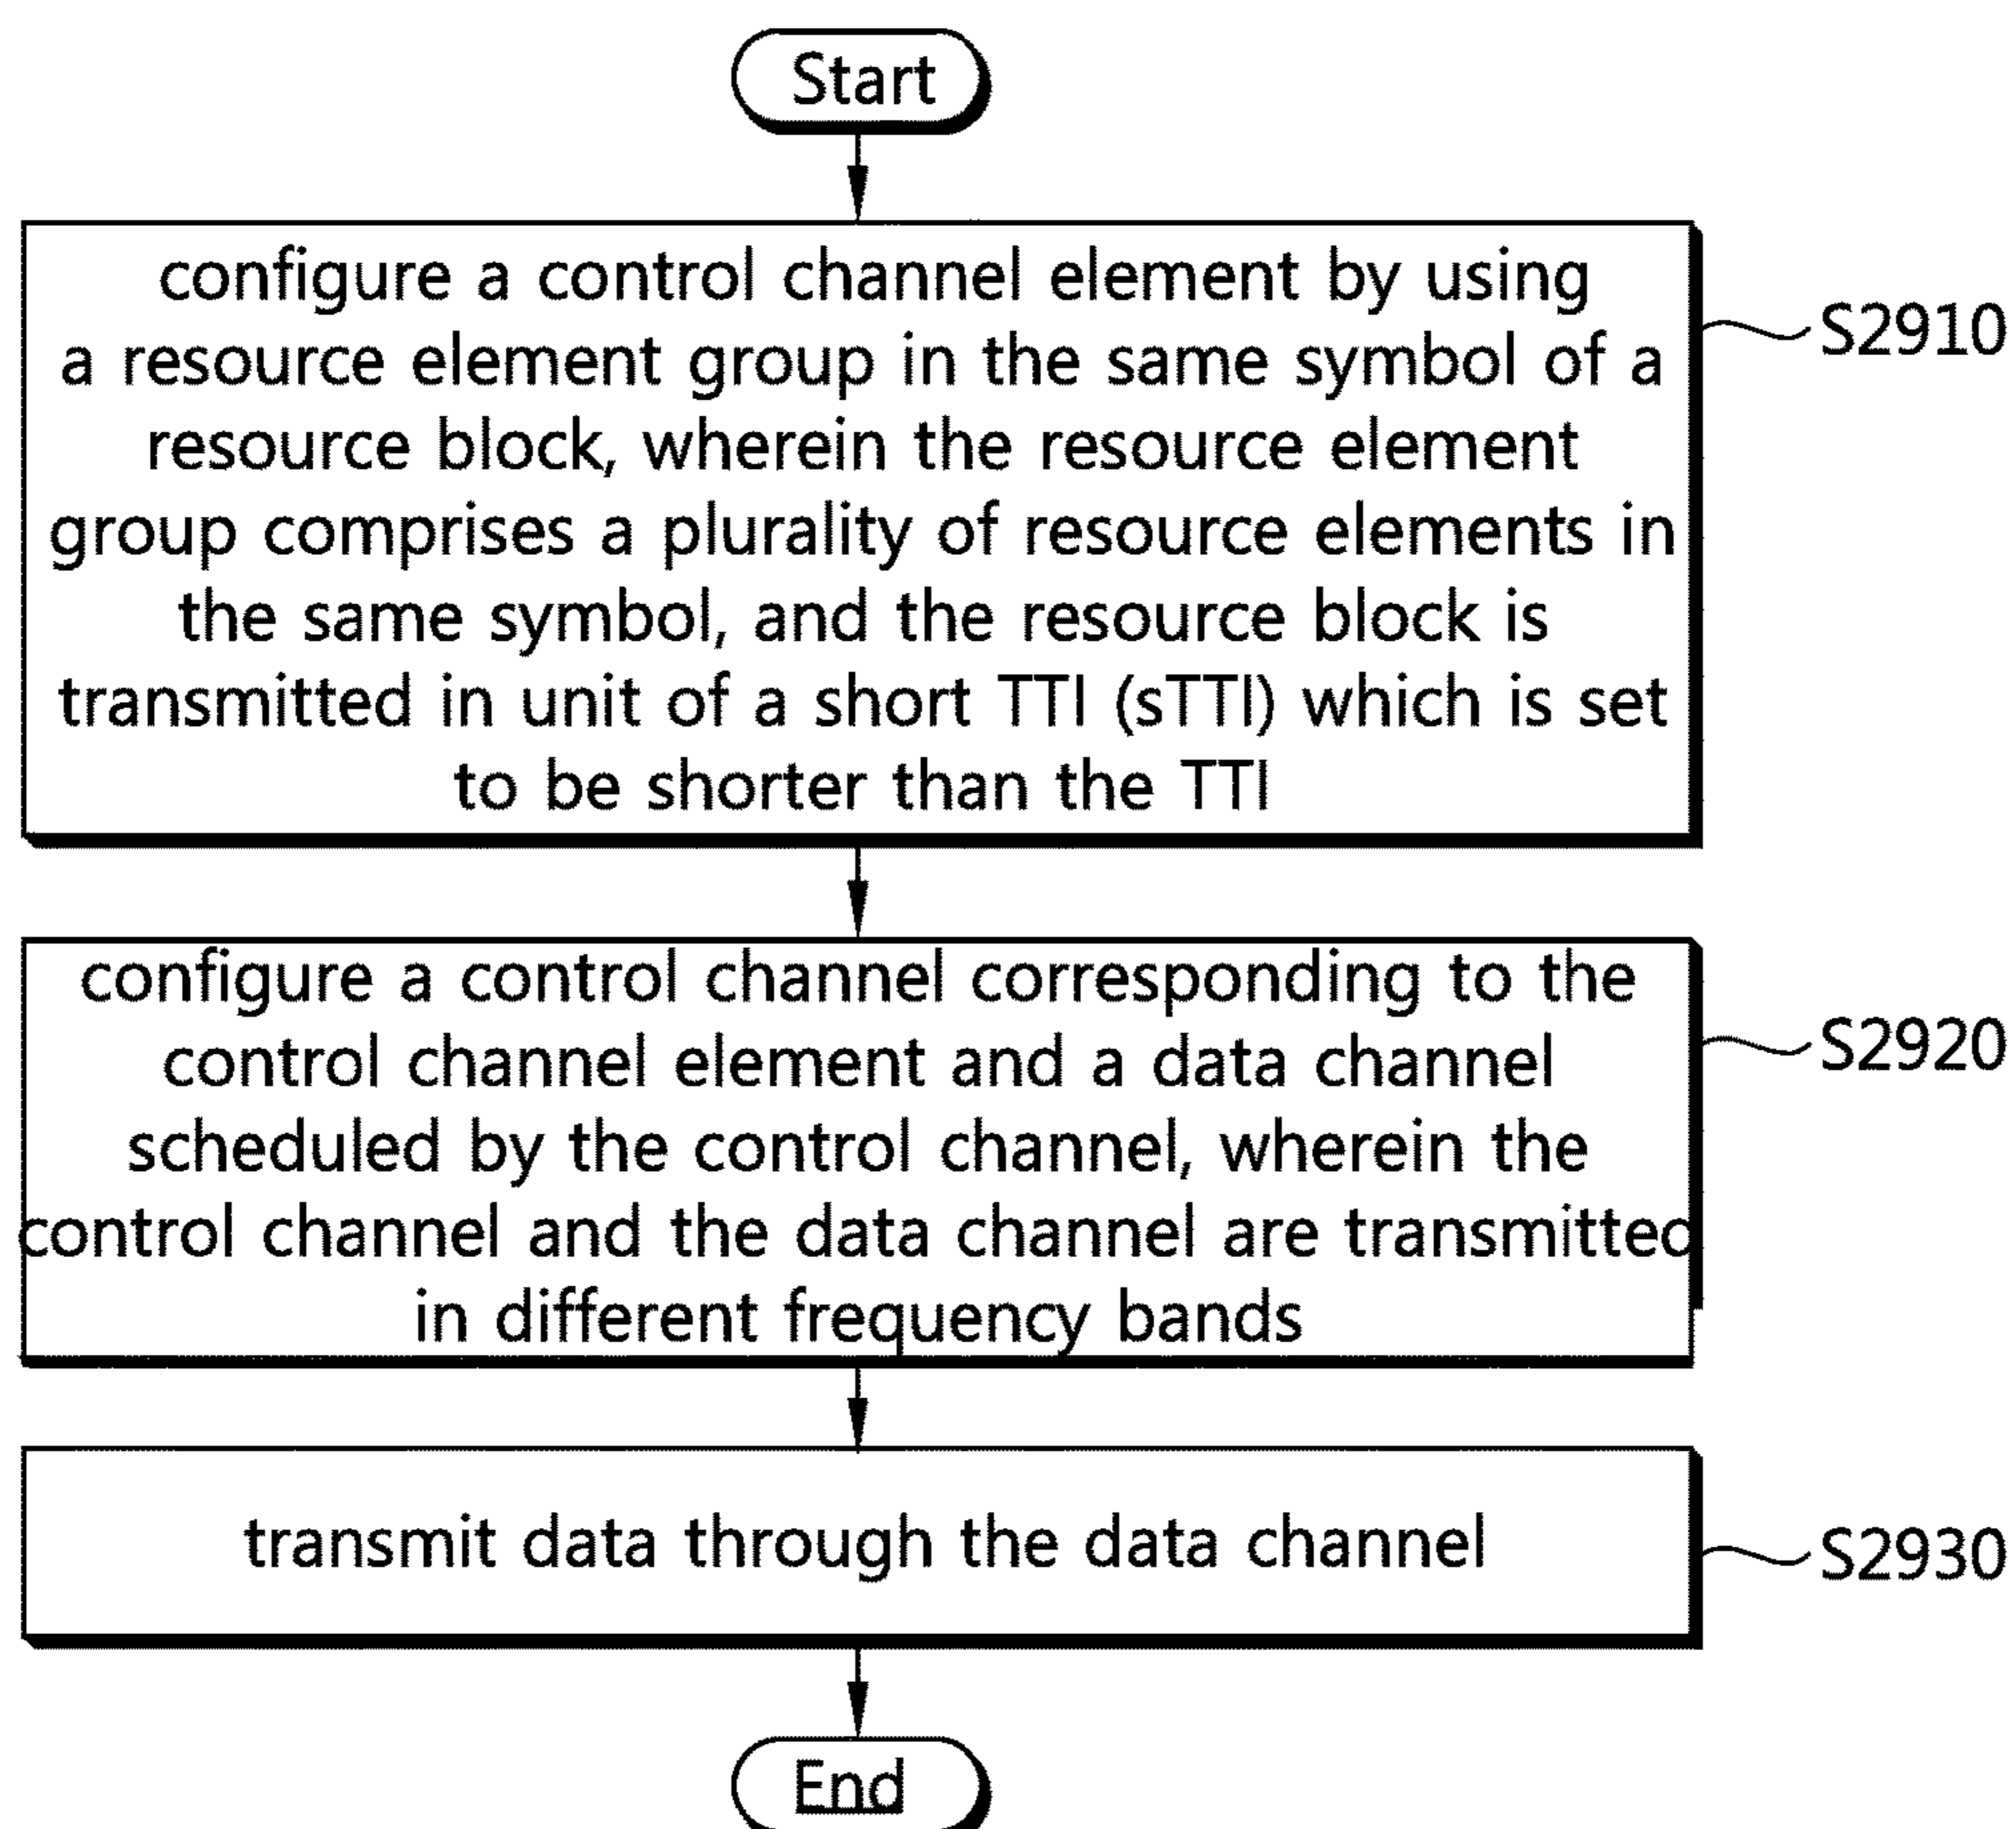 Start
configure a control channel element by using
a resource element group in the same symbol of a
resource block, wherein the resource element
group comprises a plurality of resource elements in
the same symbol, and the resource block is
transmitted in unit of a short TTI (sTTI) which is set
to be shorter than the TTI
S2910
configure a control channel corresponding to the
control channel element and a data channel
scheduled by the control channel, wherein the
control channel and the data channel are transmitted
in different frequency bands
S2920
transmit data through the data channel
S2930
End